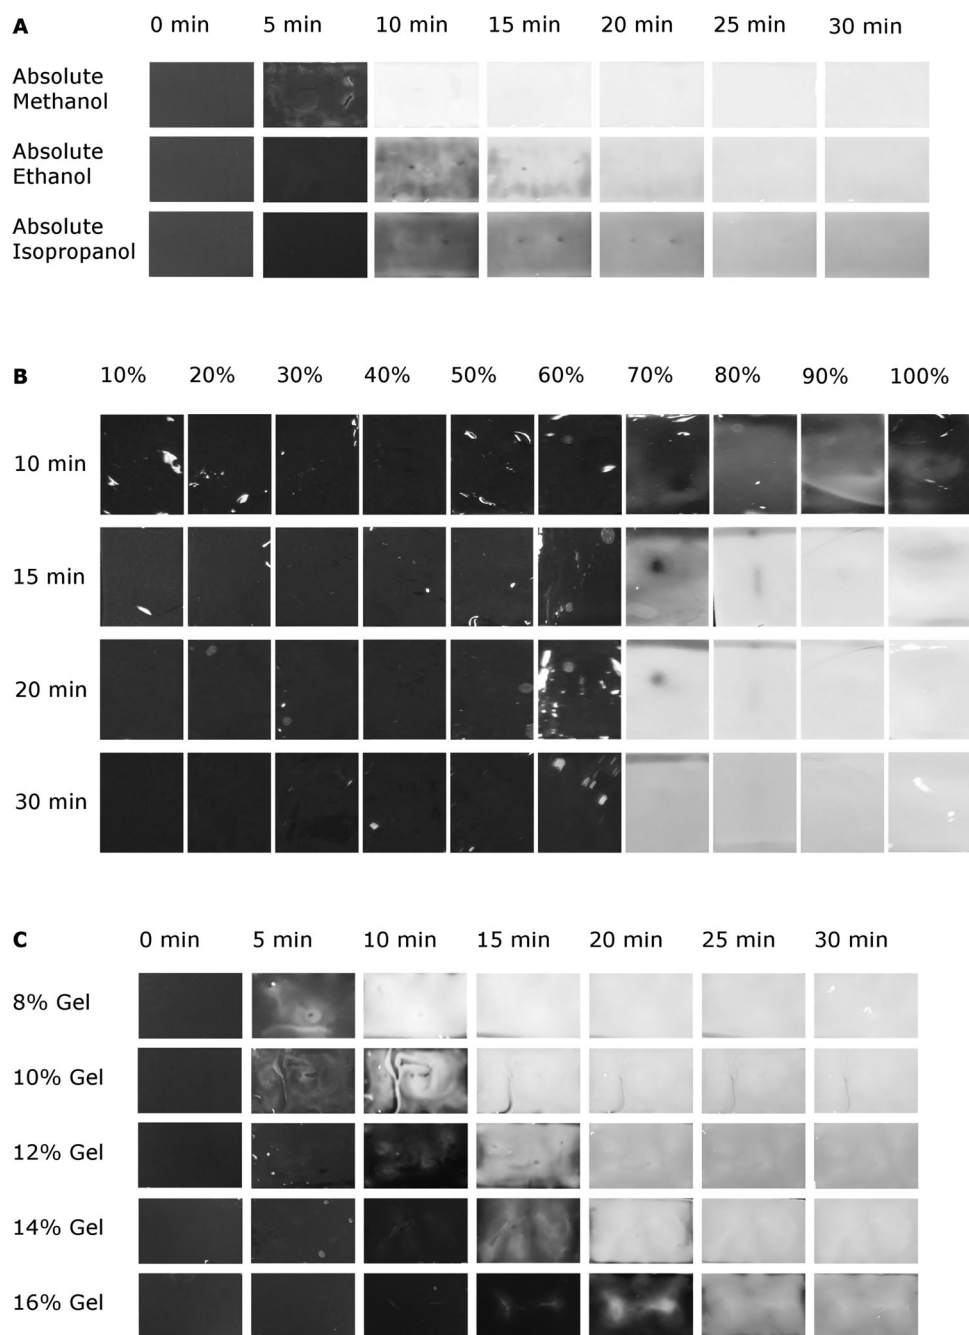 A
0 min 5 min 10 min 15 min 20 min 25 min 30 min
Absolute
Methanol
Absolute
Ethanol
Absolute
Isopropanol
B
10% 20% 30% 40% 50% 60% 70% 80% 90% 100%
10 min
15 min
20 min
30 min
C
0 min 5 min 10 min 15 min 20 min 25 min 30 min
8% Gel
10% Gel
12% Gel
14% Gel
16% Gel